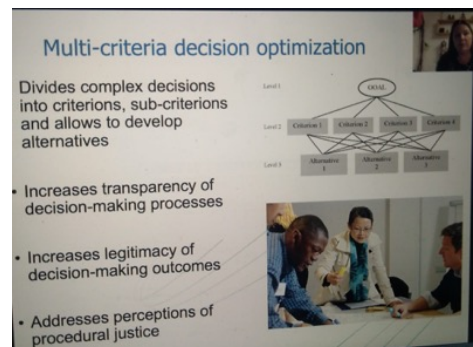 Multi-criteria decision optimization
Divides complex decisions
into criterions, sub-criterions
and allows to develop
alternatives
• Increases transparency of
decision-making processes
• Increases legitimacy of
decision-making outcomes
• Addresses perceptions of
procedural justice
Level 1
GOAL
Level 2
Criterion 1
Criterion 2
Criterion 3
Criterion 4
Level 3
Alternative
1
Alternative
2
Alternative
3